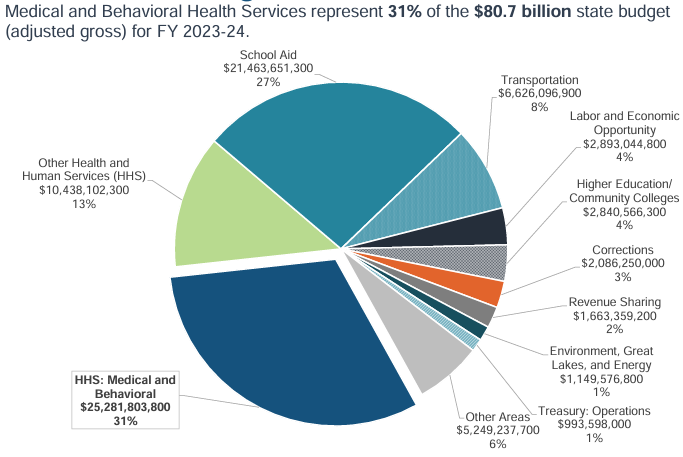 Medical and Behavioral Health Services represent 31% of the $80.7 billion state budget
(adjusted gross) for FY 2023-24.
School Aid
$21,463,651,300
27%
Transportation
$6,626,096,900
8%
Labor and Economic
Opportunity
$2,893,044,800
4%
Higher Education/
Community Colleges
$2,840,566,300
4%
Corrections
$2,086,250,000
3%
Revenue Sharing
$1,663,359,200
2%
Environment, Great
Lakes, and Energy
$1,149,576,800
1%
Treasury: Operations
$993,598,000
1%
Other Areas
$5,249,237,700
6%
HHS: Medical and
Behavioral
$25,281,803,800
31%
Other Health and
Human Services (HHS)
$10,438,102,300
13%